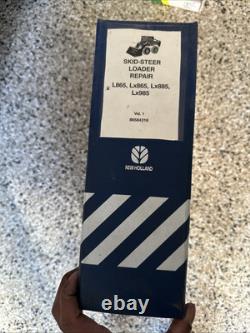 SKID-STEER
LOADER
REPAIR
L865, Lx865, Lx885,
Lx985
Vol. 1
NEW HOLLAND